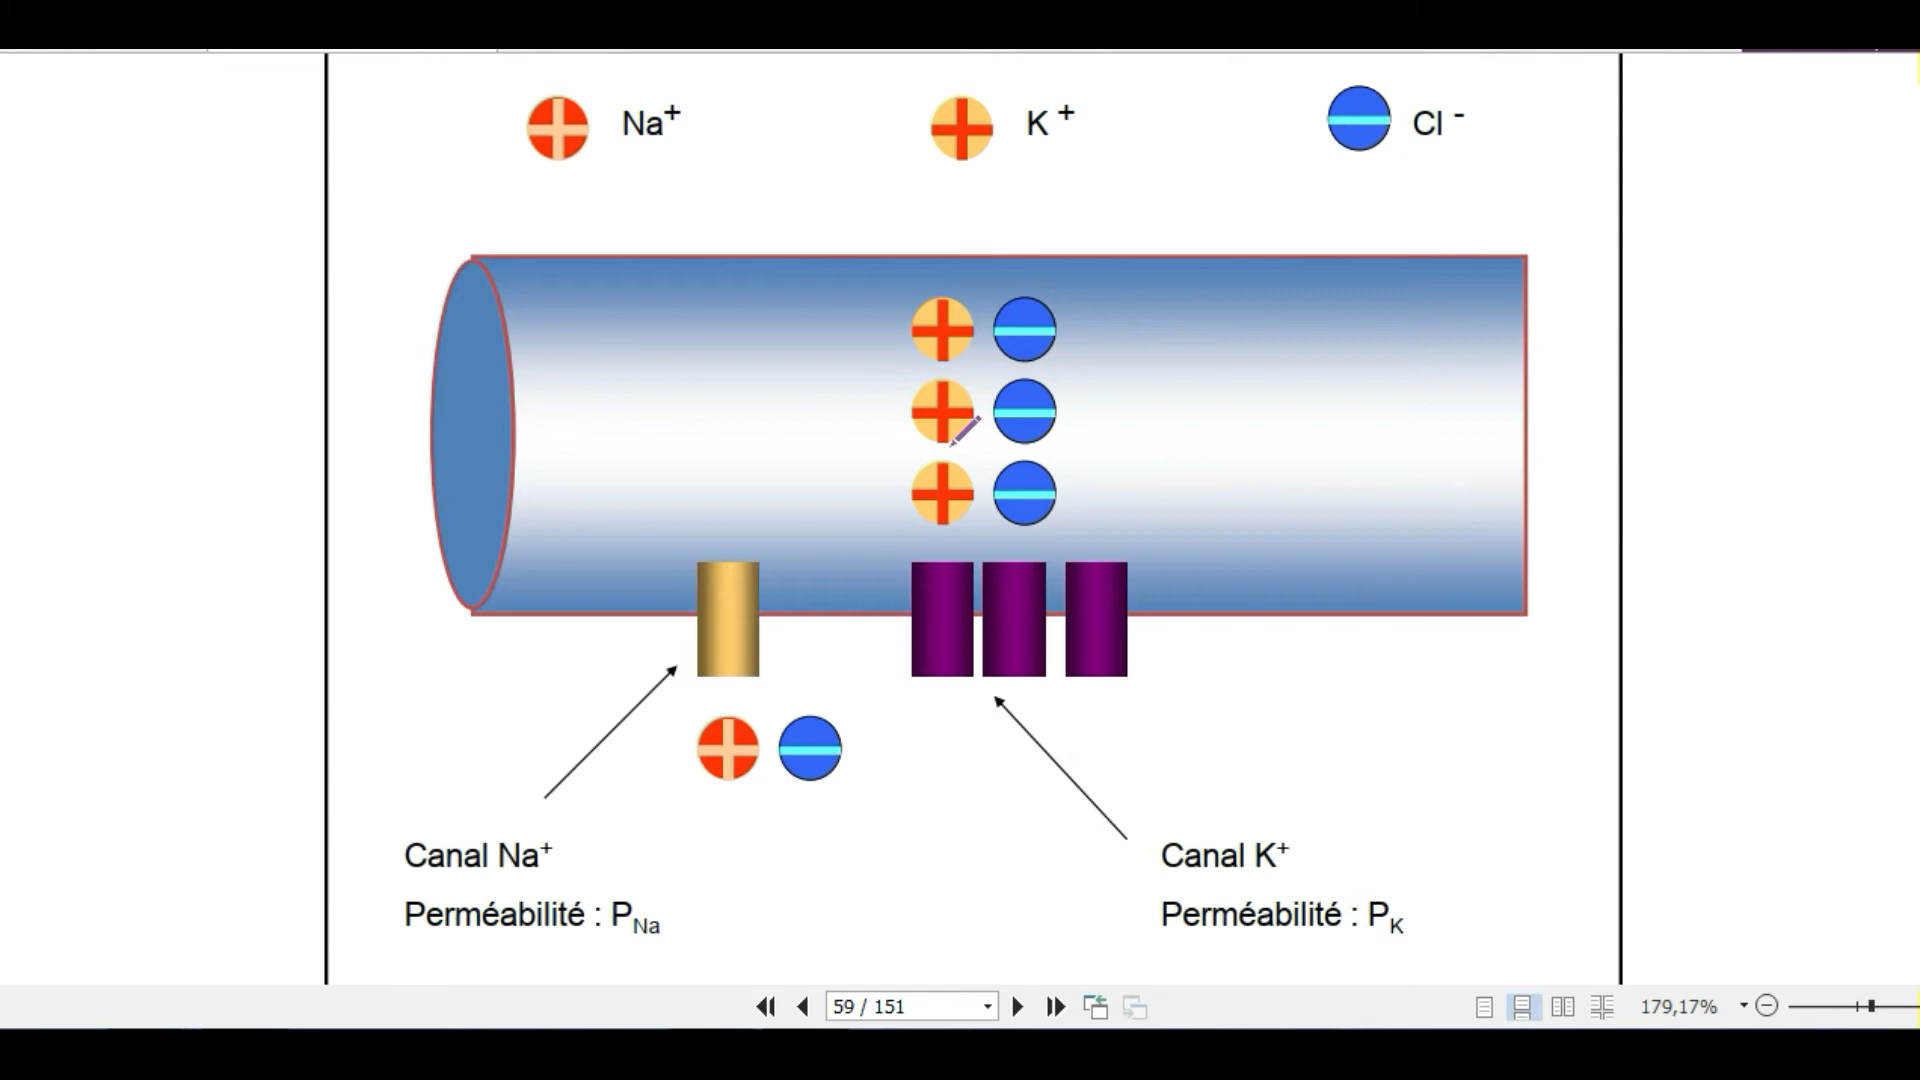 Na+
K +
Cl -
Canal Na+
Perméabilité : PNa
Canal K+
Perméabilité : PK
59 / 151
179,17%